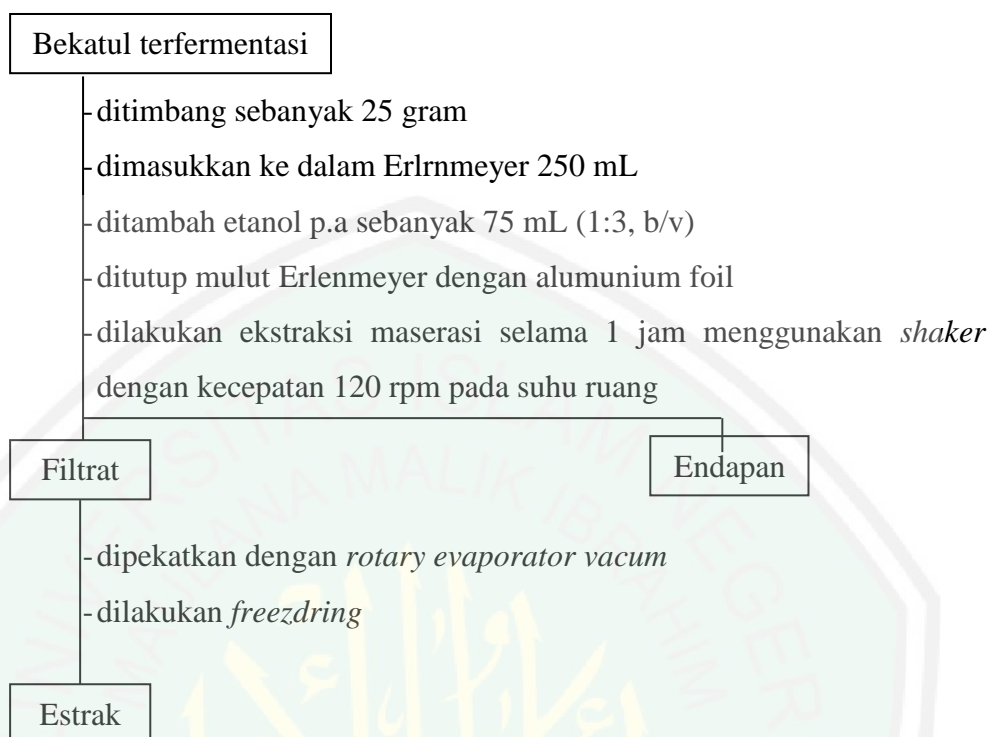 Bekatul terfermentasi
-ditimbang sebanyak 25 gram
-dimasukkan ke dalam Erlrnmeyer 250 mL
-ditambah etanol p.a sebanyak 75 mL (1:3, b/v)
-ditutup mulut Erlenmeyer dengan alumunium foil
-dilakukan ekstraksi maserasi selama 1 jam menggunakan shaker
dengan kecepatan 120 rpm pada suhu ruang
Filtrat
Endapan
-dipekatkan dengan rotary evaporator vacum
-dilakukan freezdring
Estrak